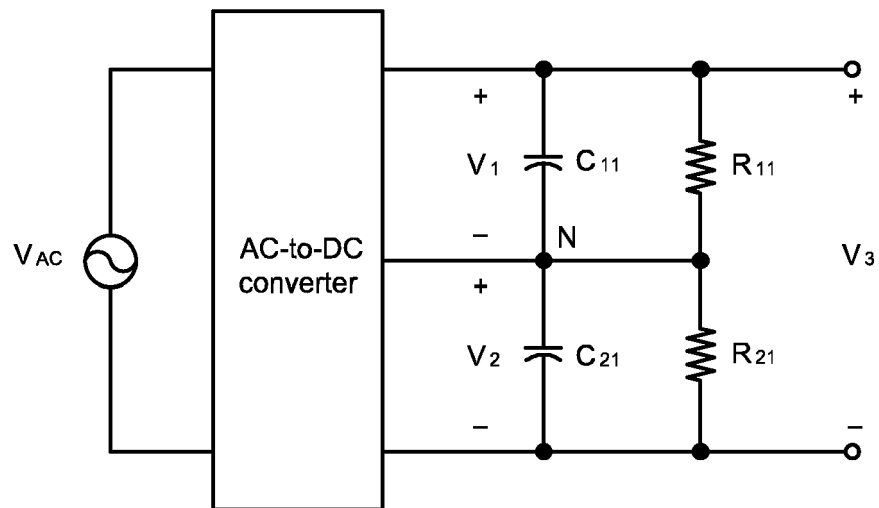 +
+
V1
C11
R11
−
N
VAC
AC-to-DC
converter
V3
+
V2
C21
R21
−
−